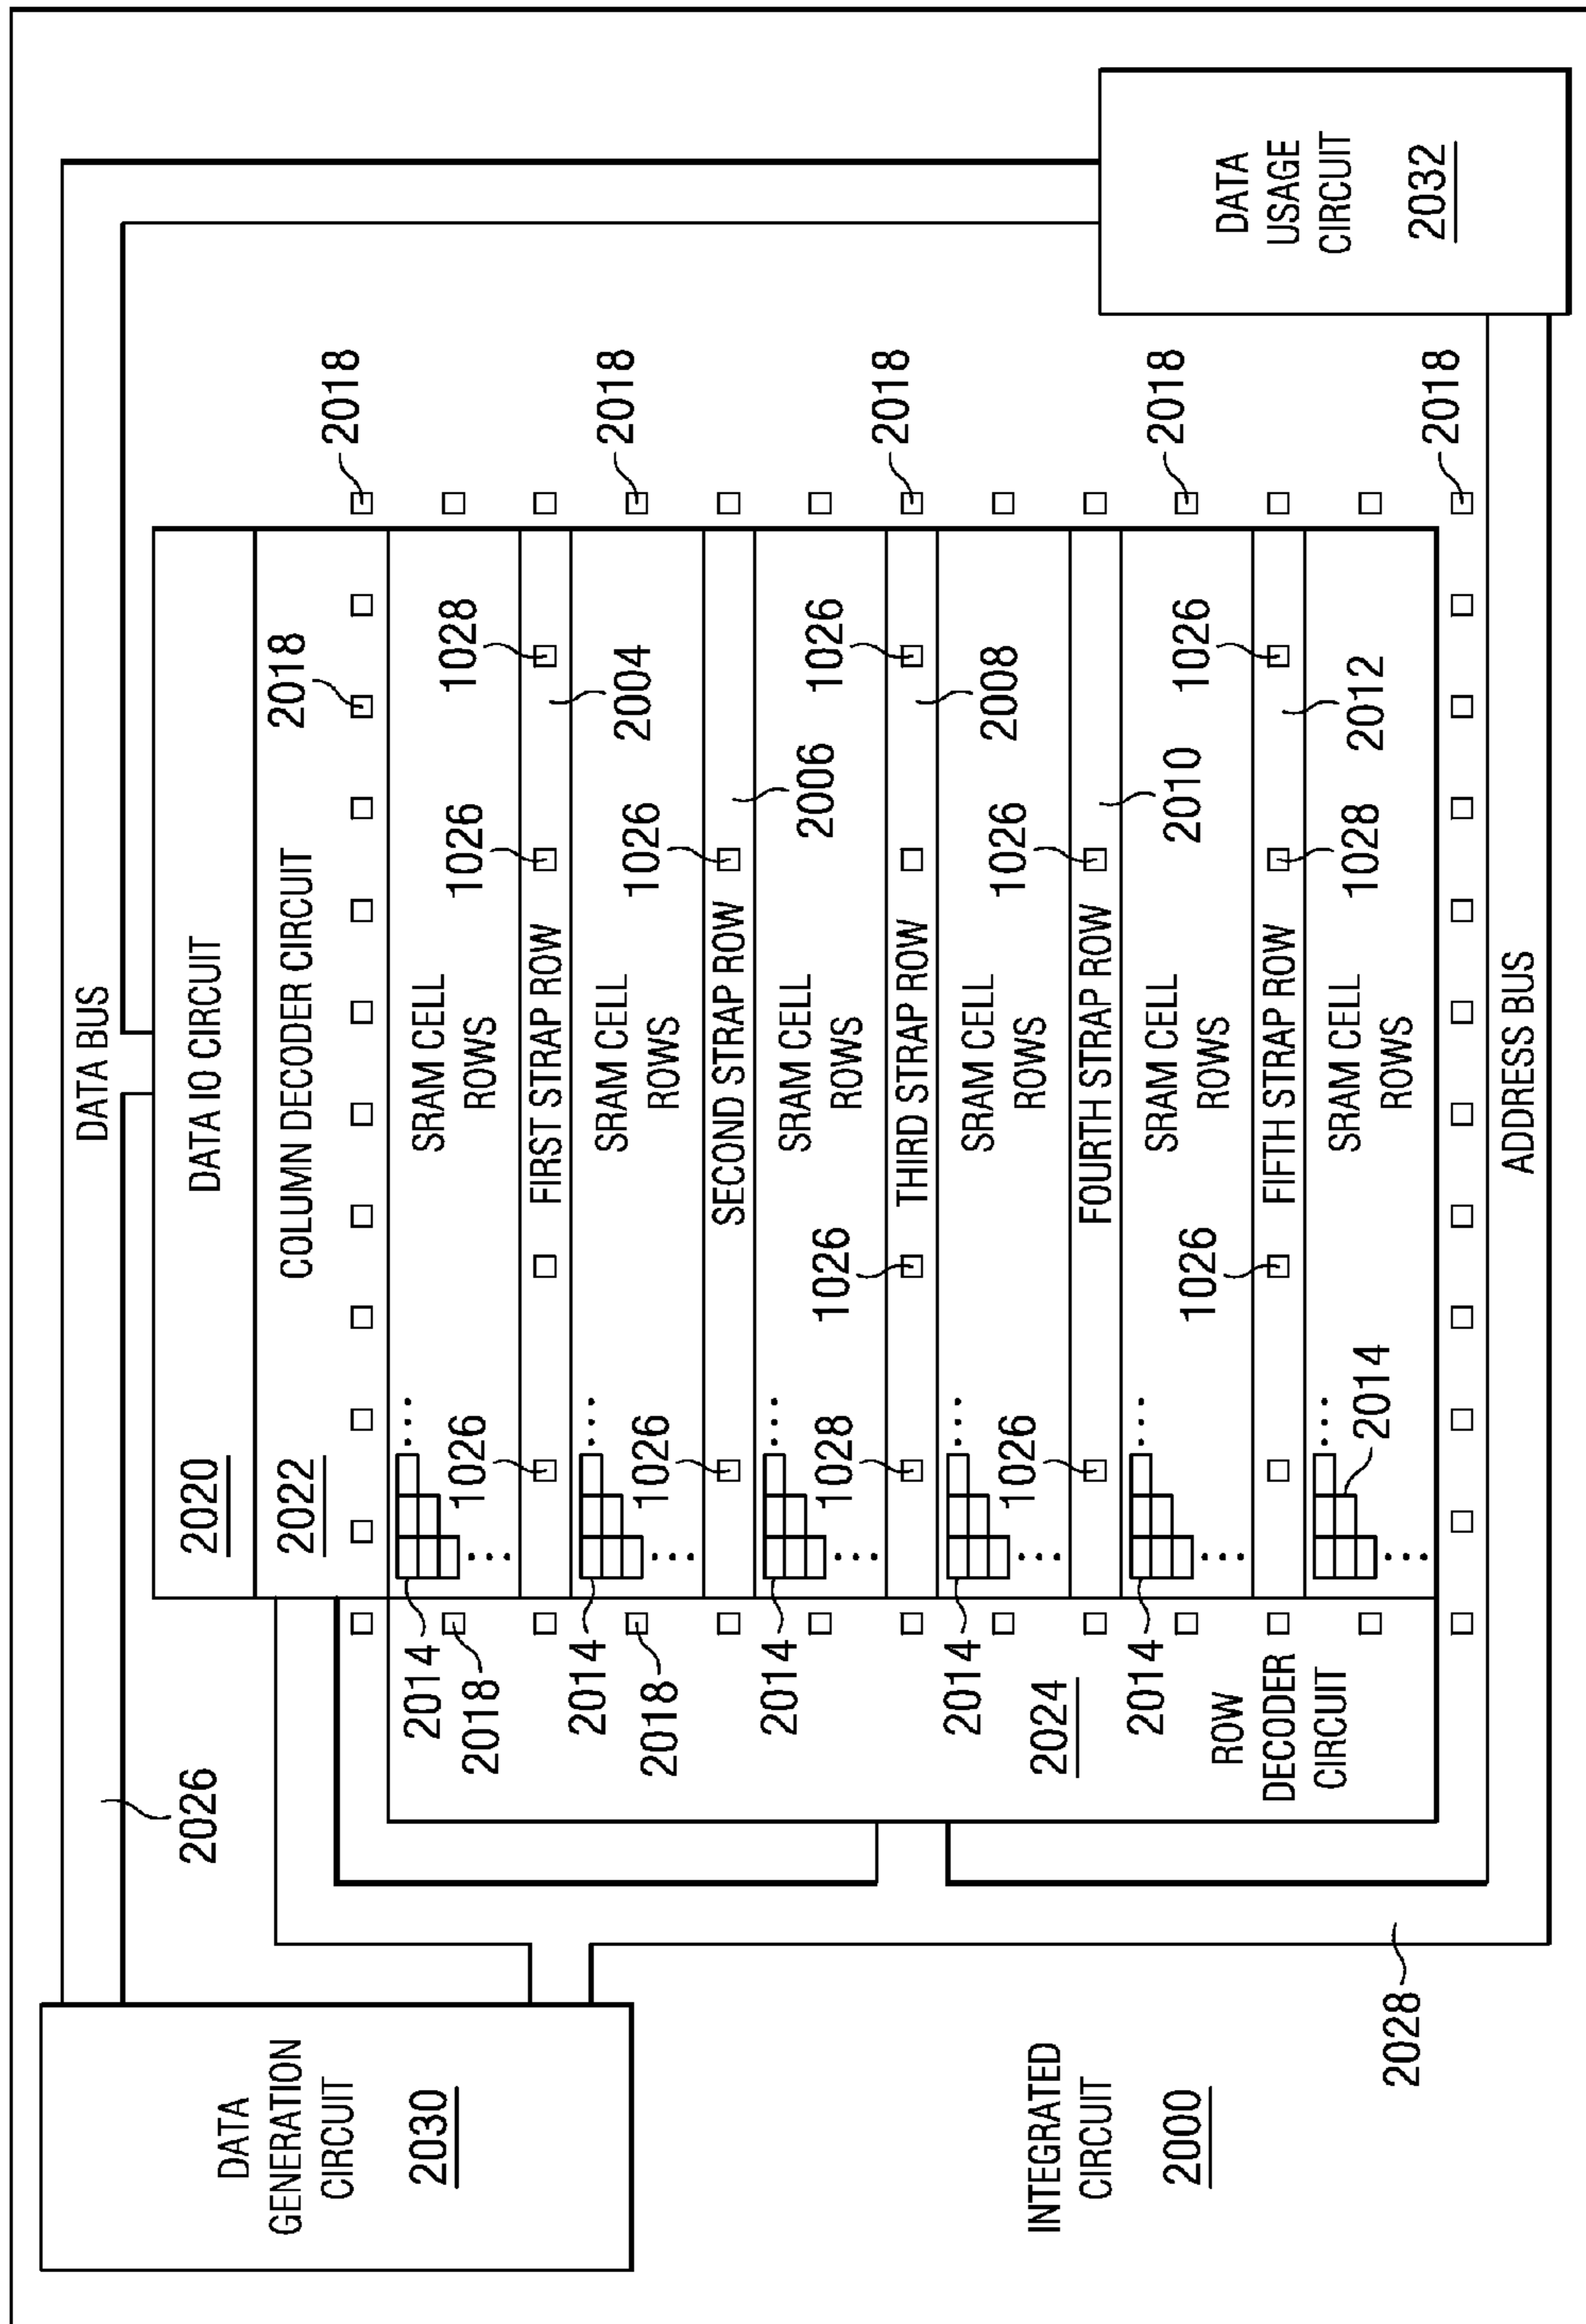 DATA BUS
2026
DATA IO CIRCUIT
2020
DATA
GENERATION
CIRCUIT
2030
COLUMN DECODER CIRCUIT
2022
2018
2018
2014
2018
SRAM CELL
ROWS
1026
1026
1028
FIRST STRAP ROW
2004
2014
2018
SRAM CELL
ROWS
1026
1026
2018
SECOND STRAP ROW
2006
2014
SRAM CELL
ROWS
1028
1026
1026
2018
THIRD STRAP ROW
2008
2014
2024
SRAM CELL
ROWS
1026
1026
FOURTH STRAP ROW
2010
2014
SRAM CELL
ROWS
1026
1026
2018
FIFTH STRAP ROW
2012
1028
ROW
DECODER
CIRCUIT
SRAM CELL
ROWS
2014
2018
INTEGRATED
CIRCUIT
2000
2028
ADDRESS BUS
DATA
USAGE
CIRCUIT
2032